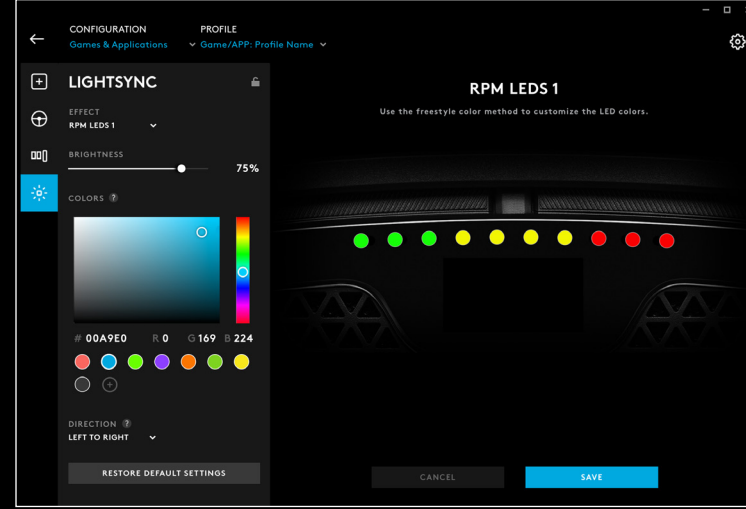 CONFIGURATION
PROFILE
Games & Applications
Game/APP: Profile Name
LIGHTSYNC
EFFECT
RPM LEDS 1
BRIGHTNESS
75%
COLORS ?
# 00A9E0 R 0 G 169 B 224
DIRECTION ?
LEFT TO RIGHT
RESTORE DEFAULT SETTINGS
RPM LEDS 1
Use the freestyle color method to customize the LED colors.
CANCEL
SAVE